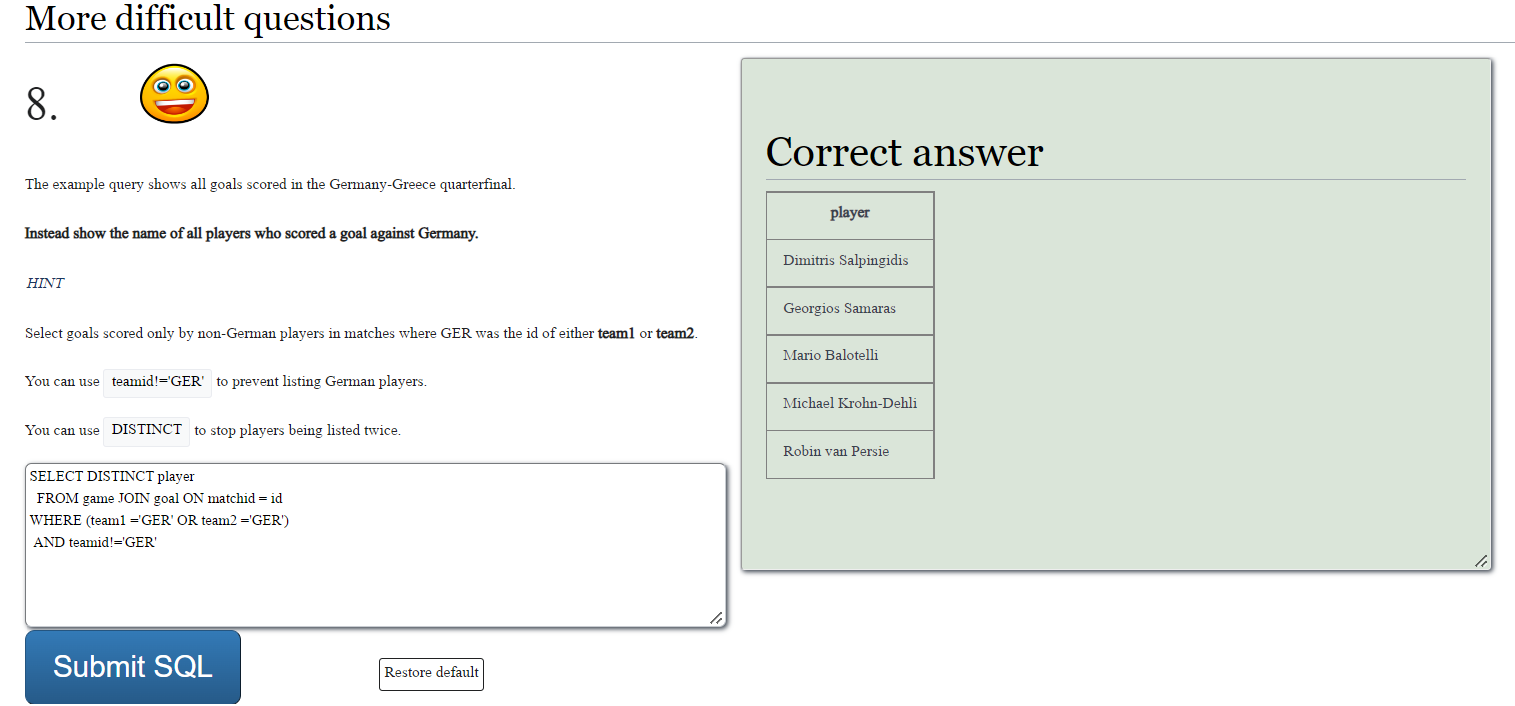 More difficult questions
8.
The example query shows all goals scored in the Germany-Greece quarterfinal.
Instead show the name of all players who scored a goal against Germany.
HINT
Select goals scored only by non-German players in matches where GER was the id of either team1 or team2.
You can use teamid!='GER' to prevent listing German players.
You can use DISTINCT to stop players being listed twice.
SELECT DISTINCT player
FROM game JOIN goal ON matchid = id
WHERE (team1 ='GER' OR team2 ='GER')
AND teamid!='GER'
Submit SQL
Restore default
Correct answer
player
Dimitris Salpingidis
Georgios Samaras
Mario Balotelli
Michael Krohn-Dehli
Robin van Persie